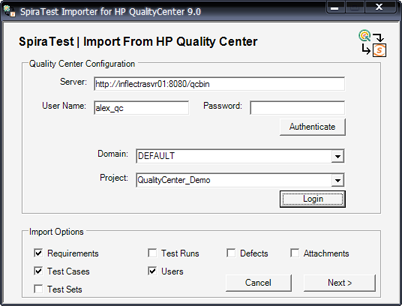 SpiraTest Importer for HP QualityCenter 9.0
SpiraTest | Import From HP Quality Center
Quality Center Configuration
Server: http://inflectrasvr01:8080/qcbin
User Name: alex_qc Password:
Authenticate
Domain: DEFAULT
Project: QualityCenter_Demo
Login
Import Options
Requirements Test Runs Defects Attachments
Test Cases Users
Test Sets Cancel Next >